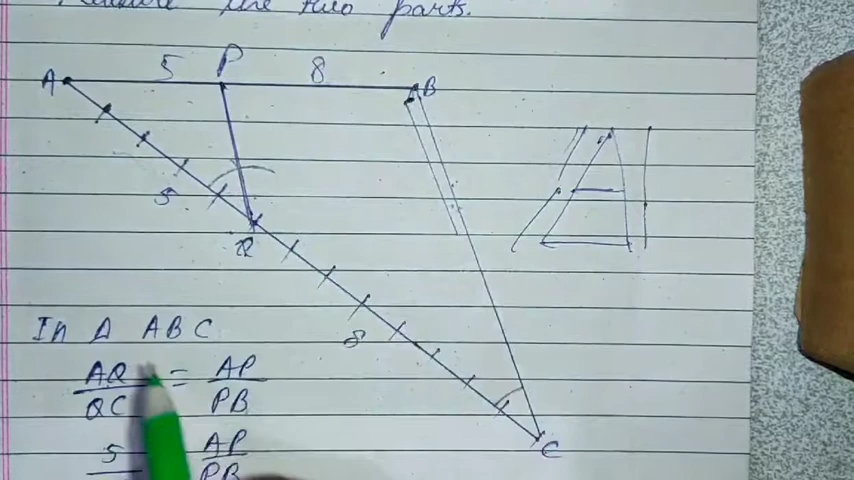 the two parts.
5 P 8
A B
5
Q
8
In Δ ABC
AQ/QC = AP/PB
C
5 AP/PB